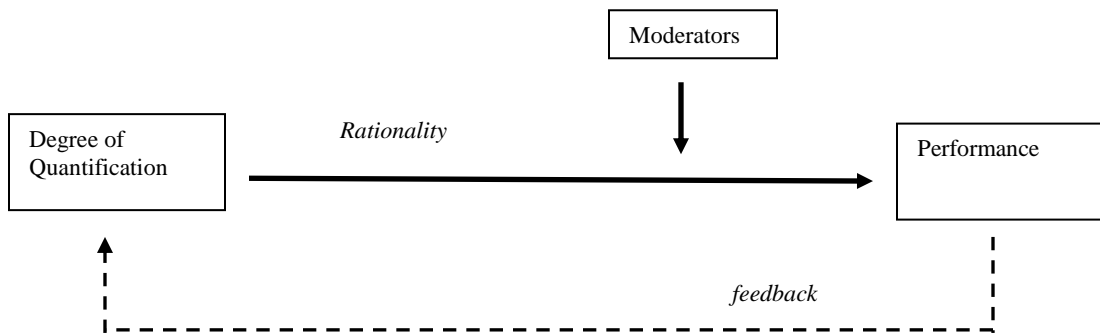 Moderators
Degree of
Quantification
Rationality
Performance
feedback